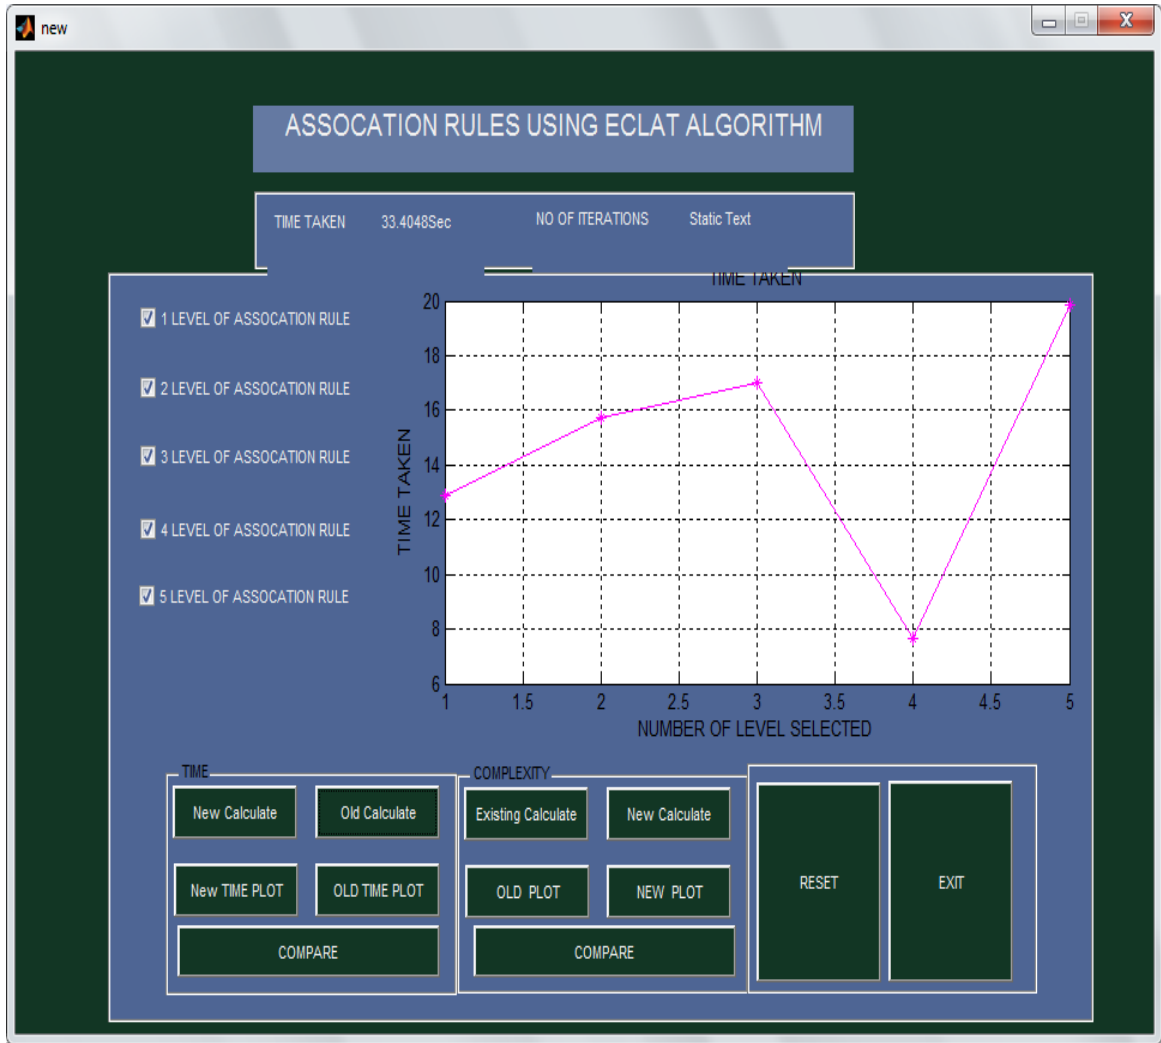 new
ASSOCATION RULES USING ECLAT ALGORITHM
TIME TAKEN 33.4048Sec NO OF ITERATIONS Static Text
TIME TAKEN
1 LEVEL OF ASSOCATION RULE
2 LEVEL OF ASSOCATION RULE
3 LEVEL OF ASSOCATION RULE
4 LEVEL OF ASSOCATION RULE
5 LEVEL OF ASSOCATION RULE
TIME TAKEN
20
18
16
14
12
10
8
6
1 1.5 2 2.5 3 3.5 4 4.5 5
NUMBER OF LEVEL SELECTED
TIME
New Calculate Old Calculate
New TIME PLOT OLD TIME PLOT
COMPARE
COMPLEXITY
Existing Calculate New Calculate
OLD PLOT NEW PLOT
COMPARE
RESET EXIT